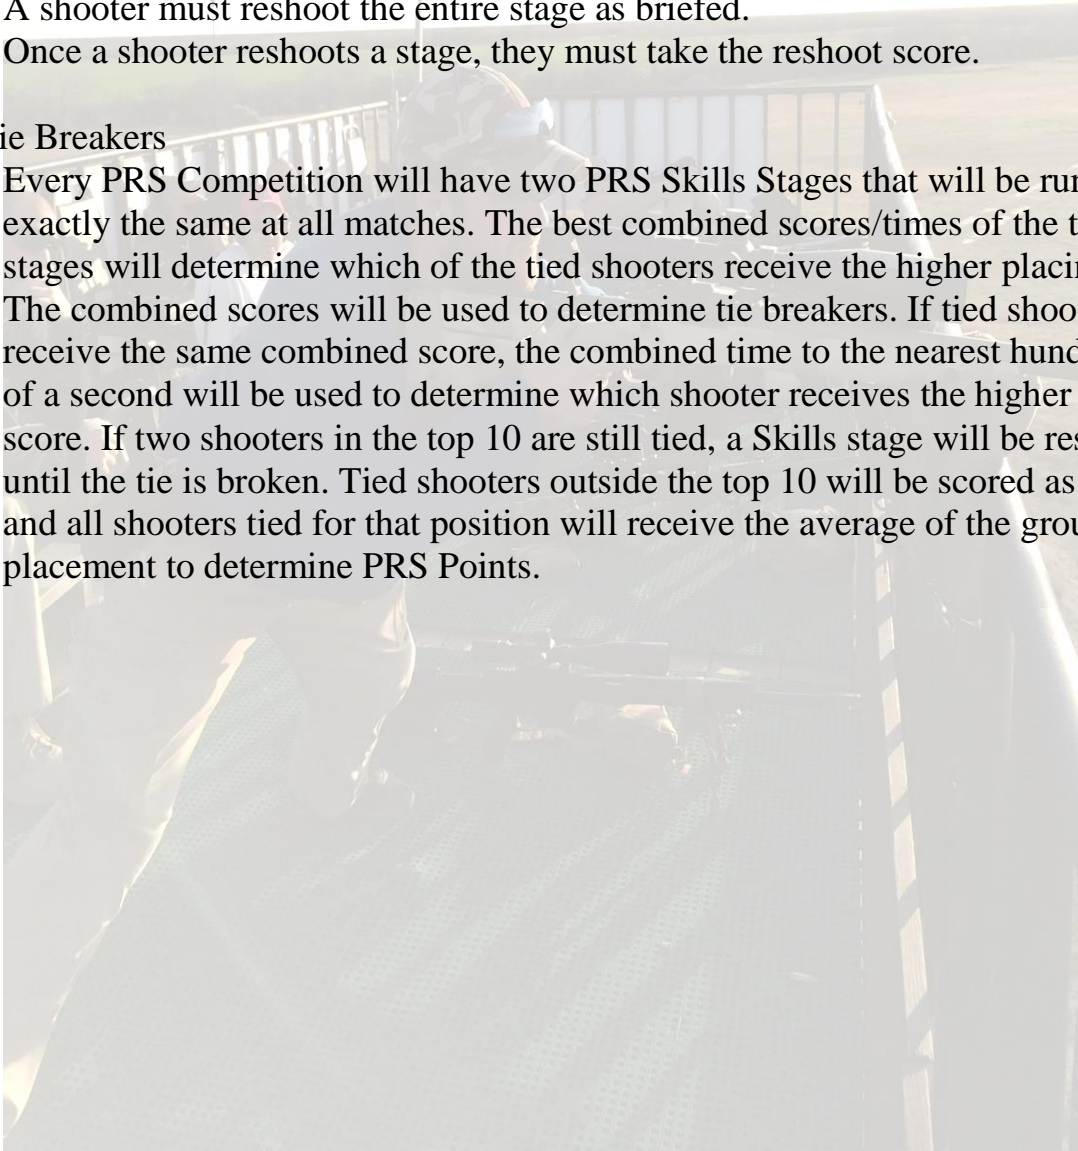 A shooter must reshoot the entire stage as briefed.
Once a shooter reshoots a stage, they must take the reshoot score.
ie Breakers
Every PRS Competition will have two PRS Skills Stages that will be run
exactly the same at all matches. The best combined scores/times of the t
stages will determine which of the tied shooters receive the higher placin
The combined scores will be used to determine tie breakers. If tied shoo
receive the same combined score, the combined time to the nearest hund
of a second will be used to determine which shooter receives the higher
score. If two shooters in the top 10 are still tied, a Skills stage will be res
until the tie is broken. Tied shooters outside the top 10 will be scored as
and all shooters tied for that position will receive the average of the grou
placement to determine PRS Points.